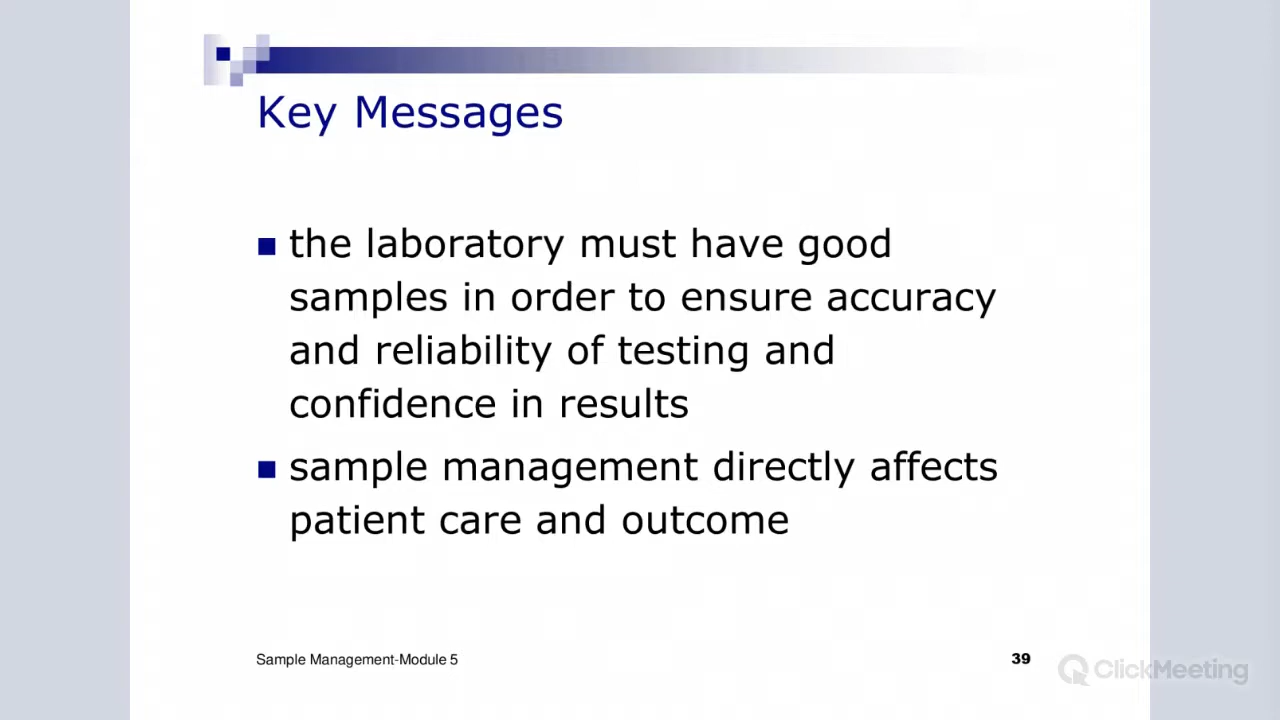 Key Messages
the laboratory must have good
samples in order to ensure accuracy
and reliability of testing and
confidence in results
sample management directly affects
patient care and outcome
Sample Management-Module 5
39
ClickMeeting